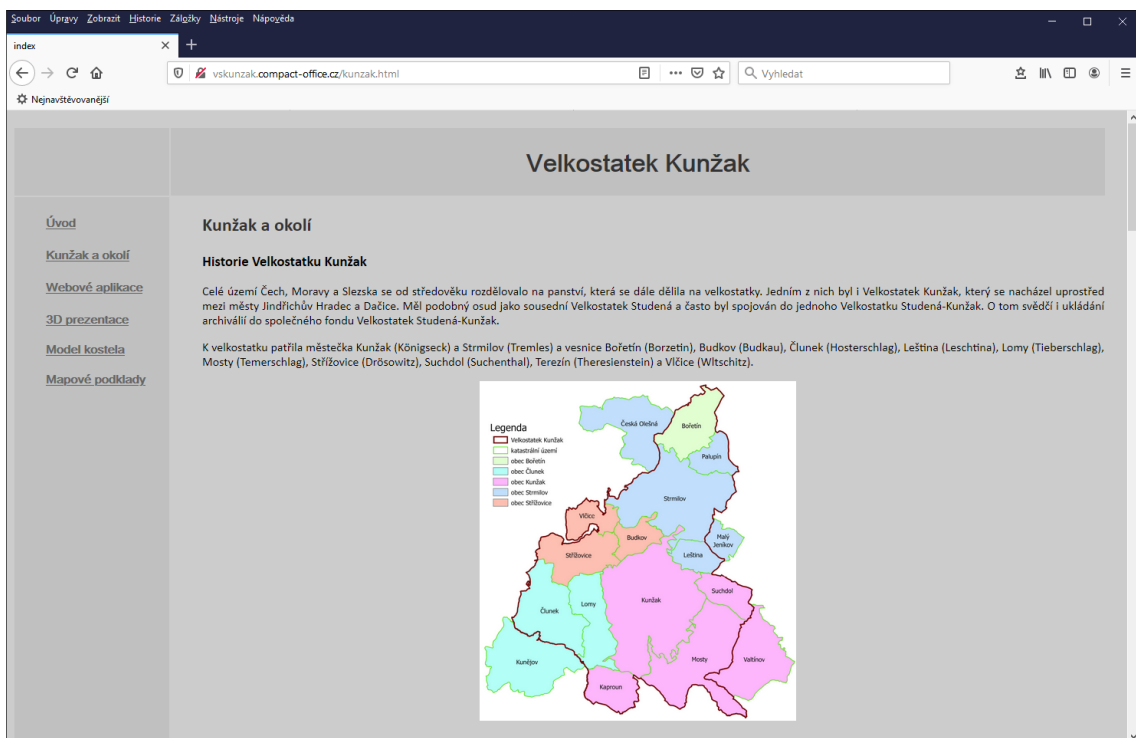 Soubor Úpravy Zobrazit Historie Záložky Nástroje Nápověda
index
vskunzak.compact-office.cz/kunzak.html
Vyhledat
Nejnavštěvovanější
Velkostatek Kunžak
Úvod
Kunžak a okolí
Webové aplikace
3D prezentace
Model kostela
Mapové podklady
Kunžak a okolí
Historie Velkostatku Kunžak
Celé území Čech, Moravy a Slezska se od středověku rozdělovalo na panství, která se dále dělila na velkostatky. Jedním z nich byl i Velkostatek Kunžak, který se nacházel uprostřed
mezi městy Jindřichův Hradec a Dačice. Měl podobný osud jako sousední Velkostatek Studená a často byl spojován do jednoho Velkostatku Studená-Kunžak. O tom svědčí i ukládání
archiválií do společného fondu Velkostatek Studená-Kunžak.
K velkostatku patřila městečka Kunžak (Königseck) a Strmilov (Tremles) a vesnice Bořetín (Borzetin), Budkov (Budkau), Člunek (Hosterschlag), Leština (Leschtina), Lomy (Tieberschlag),
Mosty (Temerschlag), Střížovice (Drösowitz), Suchdol (Suchenthal), Terezín (Theresienstein) a Vlčice (Wltschitz).
Legenda
Velkostatek Kunžak
katastrální území
obec Bořetín
obec Člunek
obec Kunžak
obec Strmilov
obec Střížovice
Česká Olešná
Bořetín
Palupín
Strmilov
Vlčice
Budkov
Malý
Jeníkov
Střížovice
Leština
Suchdol
Kunžak
Lomy
Člunek
Kunějov
Mosty
Valtínov
Kaproun